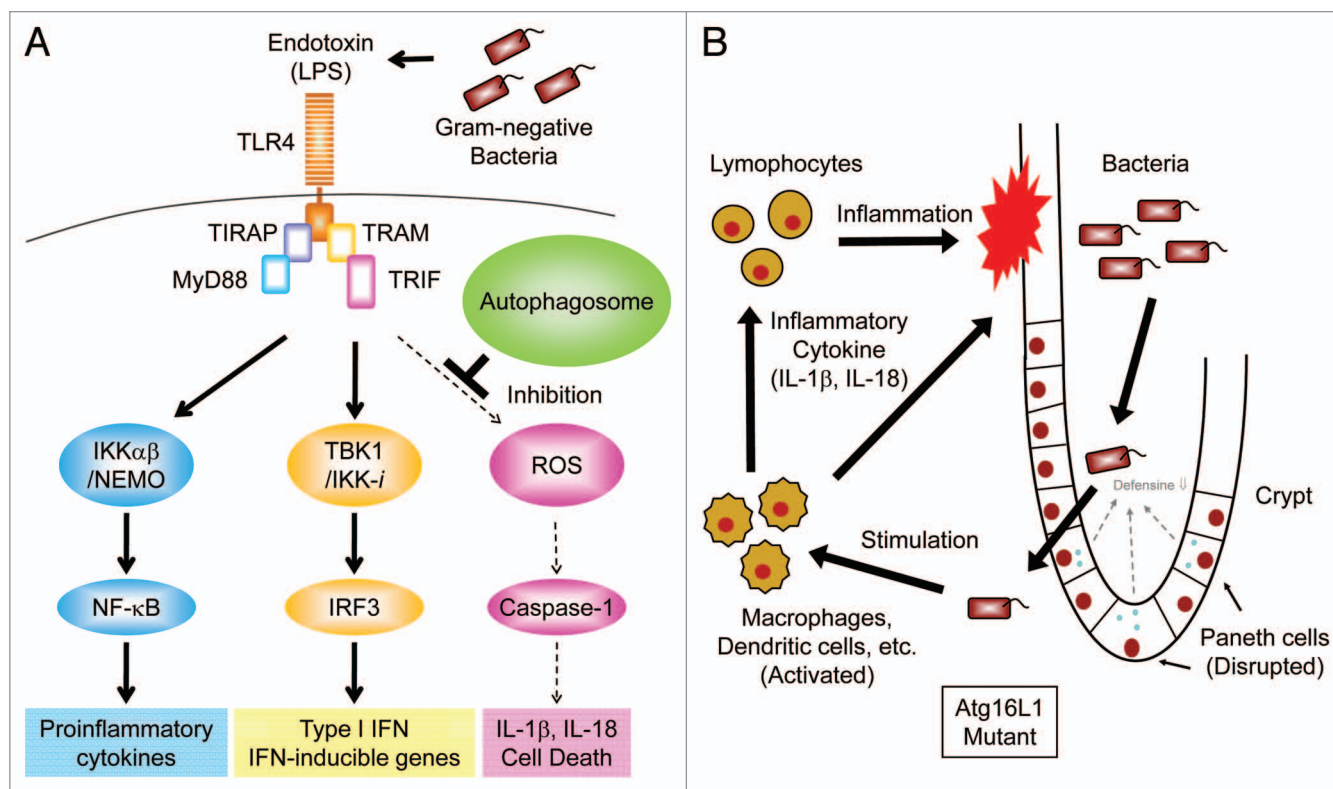 A
Endotoxin
(LPS)
Gram-negative
Bacteria
TLR4
TIRAP
TRAM
MyD88
TRIF
Autophagosome
Inhibition
IKKαβ
/NEMO
TBK1
/IKK-i
ROS
NF-κB
IRF3
Caspase-1
Proinflammatory
cytokines
Type I IFN
IFN-inducible genes
IL-1β, IL-18
Cell Death
B
Lymophocytes
Inflammation
Bacteria
Inflammatory
Cytokine
(IL-1β, IL-18)
Defensine ⇓
Crypt
Stimulation
Macrophages,
Dendritic cells, etc.
(Activated)
Paneth cells
(Disrupted)
Atg16L1
Mutant